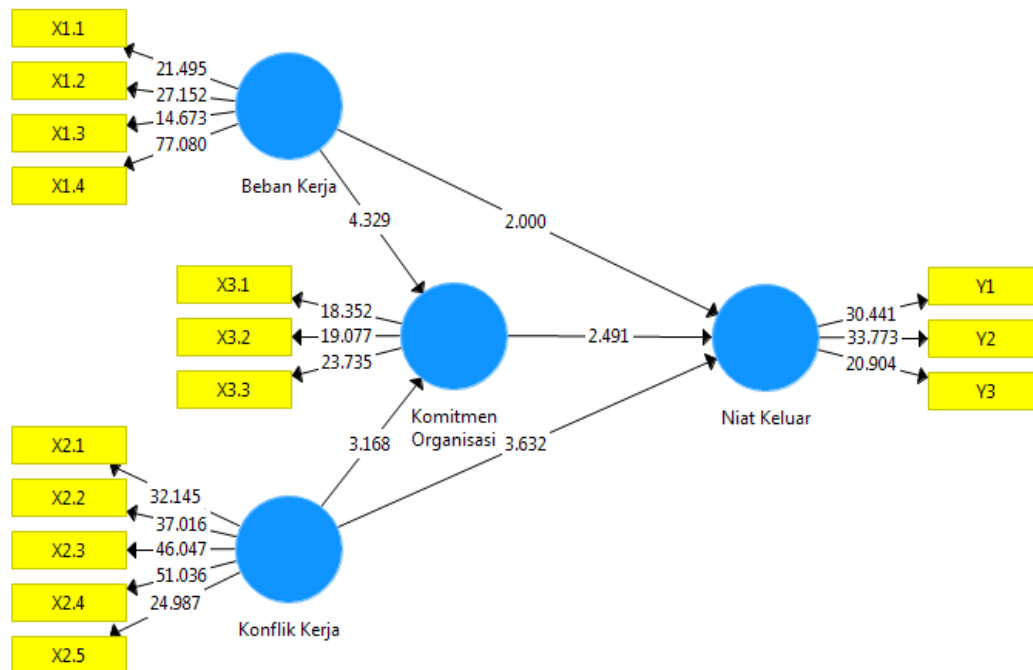 X1.1
21.495
X1.2
27.152
X1.3
14.673
X1.4
77.080
Beban Kerja
4.329
2.000
X3.1
18.352
X3.2
19.077
X3.3
23.735
Komitmen
Organisasi
2.491
Y1
30.441
Y2
33.773
Y3
20.904
Niat Keluar
3.168
3.632
X2.1
32.145
X2.2
37.016
X2.3
46.047
X2.4
51.036
X2.5
24.987
Konflik Kerja